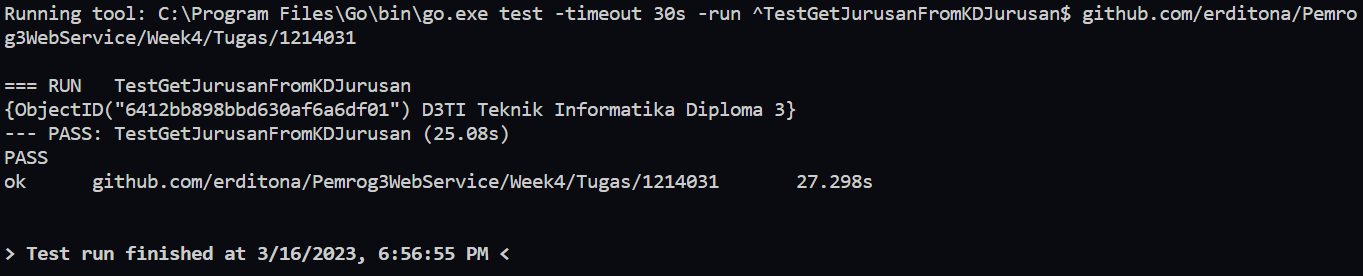 Running tool: C:\Program Files\Go\bin\go.exe test -timeout 30s -run ^TestGetJurusanFromKDJurusan$ github.com/erditona/Pemro
g3WebService/Week4/Tugas/1214031
=== RUN   TestGetJurusanFromKDJurusan
{ObjectID("6412bb898bbd630af6a6df01") D3TI Teknik Informatika Diploma 3}
--- PASS: TestGetJurusanFromKDJurusan (25.08s)
PASS
ok      github.com/erditona/Pemrog3WebService/Week4/Tugas/1214031       27.298s
> Test run finished at 3/16/2023, 6:56:55 PM <